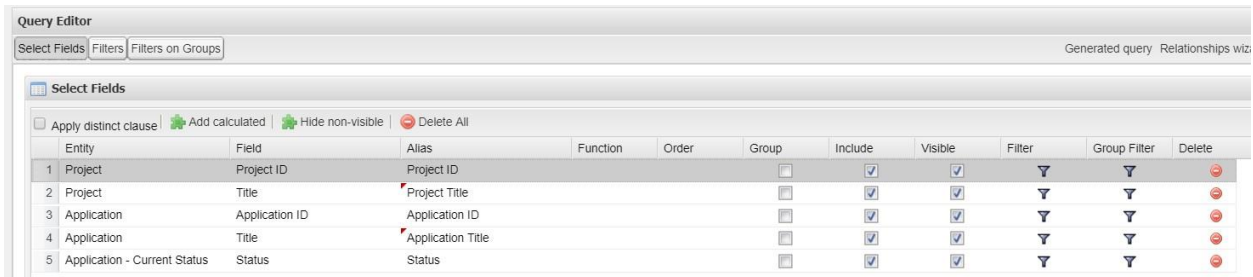 Query Editor
Select Fields Filters Filters on Groups Generated query Relationships wiz
Select Fields
Apply distinct clause Add calculated Hide non-visible Delete All
Entity Field Alias Function Order Group Include Visible Filter Group Filter Delete
1 Project Project ID Project ID
2 Project Title Project Title
3 Application Application ID Application ID
4 Application Title Application Title
5 Application - Current Status Status Status